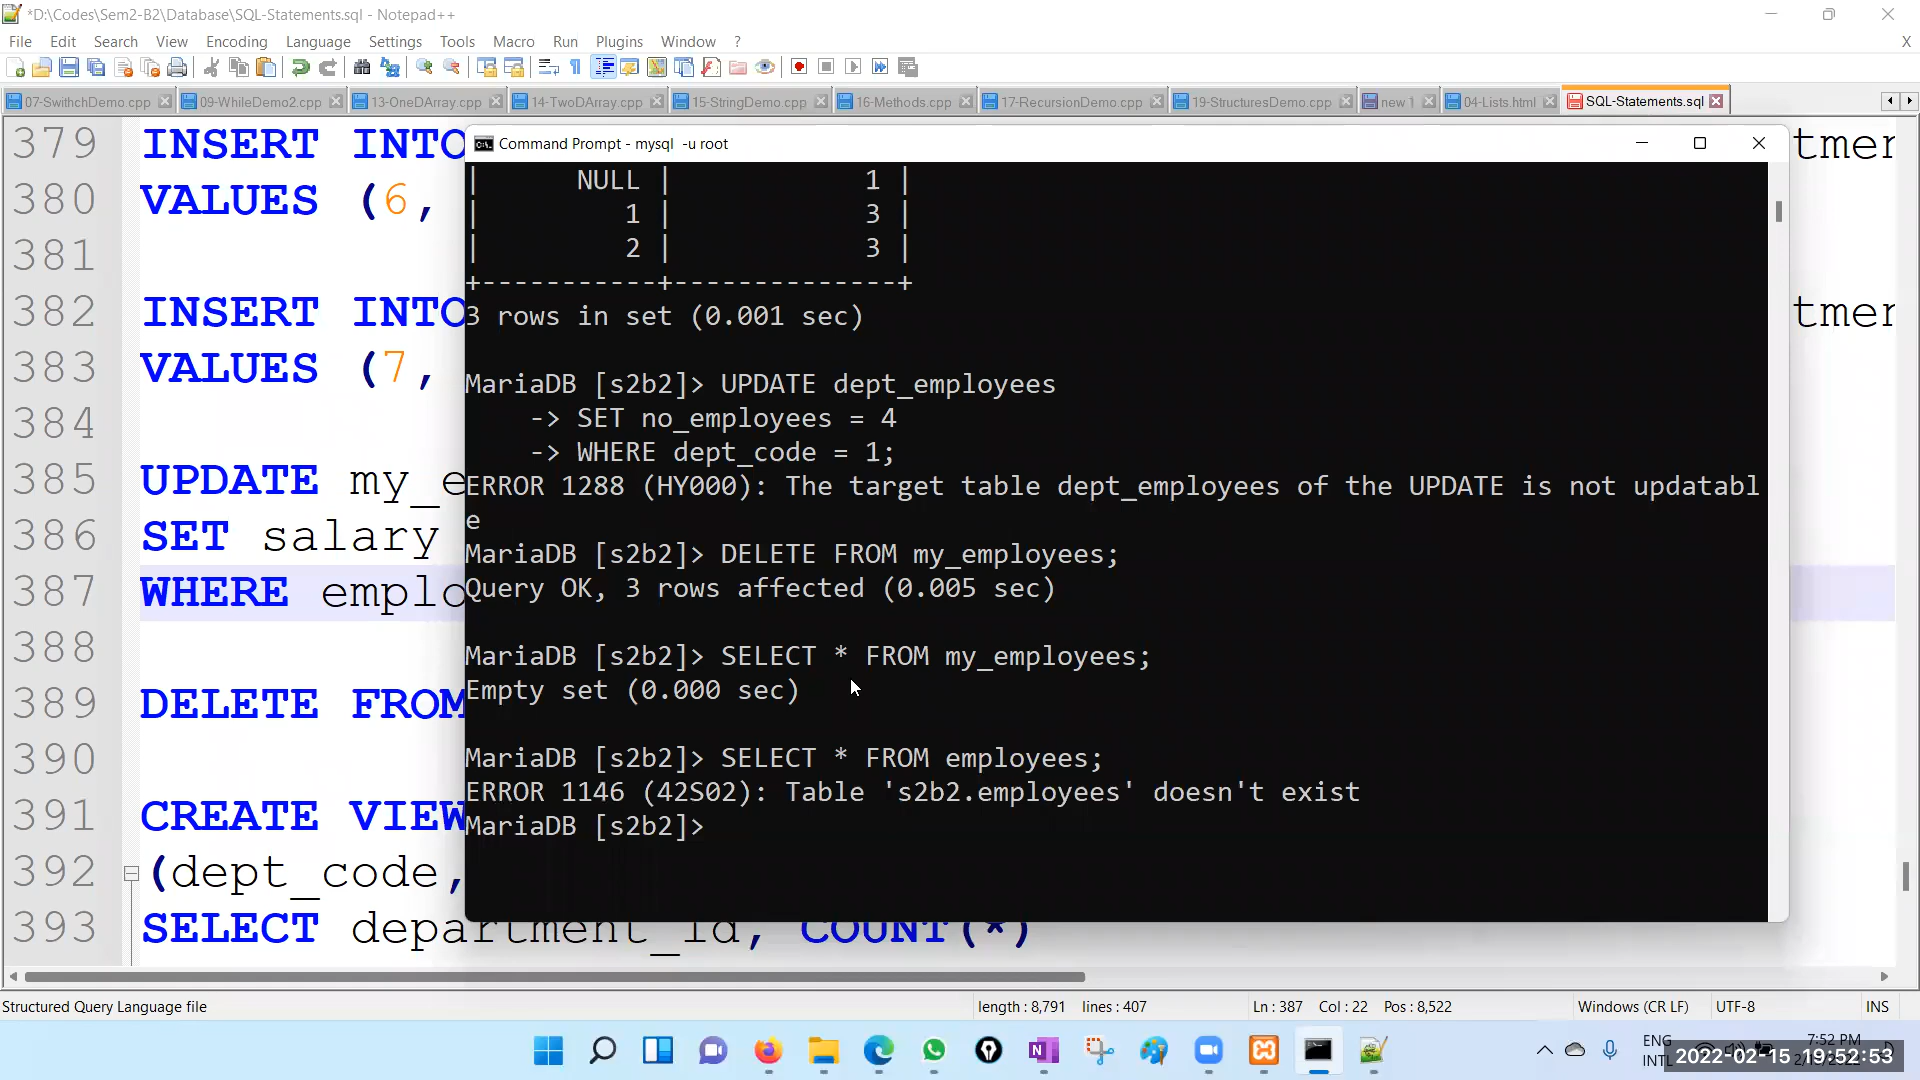 *D:\Codes\Sem2-B2\Database\SQL-Statements.sql - Notepad++
File Edit Search View Encoding Language Settings Tools Macro Run Plugins Window ? X
07-SwithchDemo.cpp 09-WhileDemo2.cpp 13-OneDArray.cpp 14-TwoDArray.cpp 15-StringDemo.cpp 16-Methods.cpp 17-RecursionDemo.cpp 19-StructuresDemo.cpp new 1 04-Lists.html SQL-Statements.sql
379 INSERT INTO tmer
380 VALUES (6,
381
382 INSERT INTO tmer
383 VALUES (7,
384
385 UPDATE my_e
386 SET salary
387 WHERE emplo
388
389 DELETE FROM
390
391 CREATE VIEW
392 (dept_code,
393 SELECT department_id, COUNT(*)
Command Prompt - mysql -u root
| NULL | 1 |
| 1 | 3 |
| 2 | 3 |
+-----------+--------------+
3 rows in set (0.001 sec)
MariaDB [s2b2]> UPDATE dept_employees
-> SET no_employees = 4
-> WHERE dept_code = 1;
ERROR 1288 (HY000): The target table dept_employees of the UPDATE is not updatabl
e
MariaDB [s2b2]> DELETE FROM my_employees;
Query OK, 3 rows affected (0.005 sec)
MariaDB [s2b2]> SELECT * FROM my_employees;
Empty set (0.000 sec)
MariaDB [s2b2]> SELECT * FROM employees;
ERROR 1146 (42S02): Table 's2b2.employees' doesn't exist
MariaDB [s2b2]>
Structured Query Language file length : 8,791 lines : 407 Ln : 387 Col : 22 Pos : 8,522 Windows (CR LF) UTF-8 INS
ENG 7:52 PM
INTL
2022-02-15 19:52:53